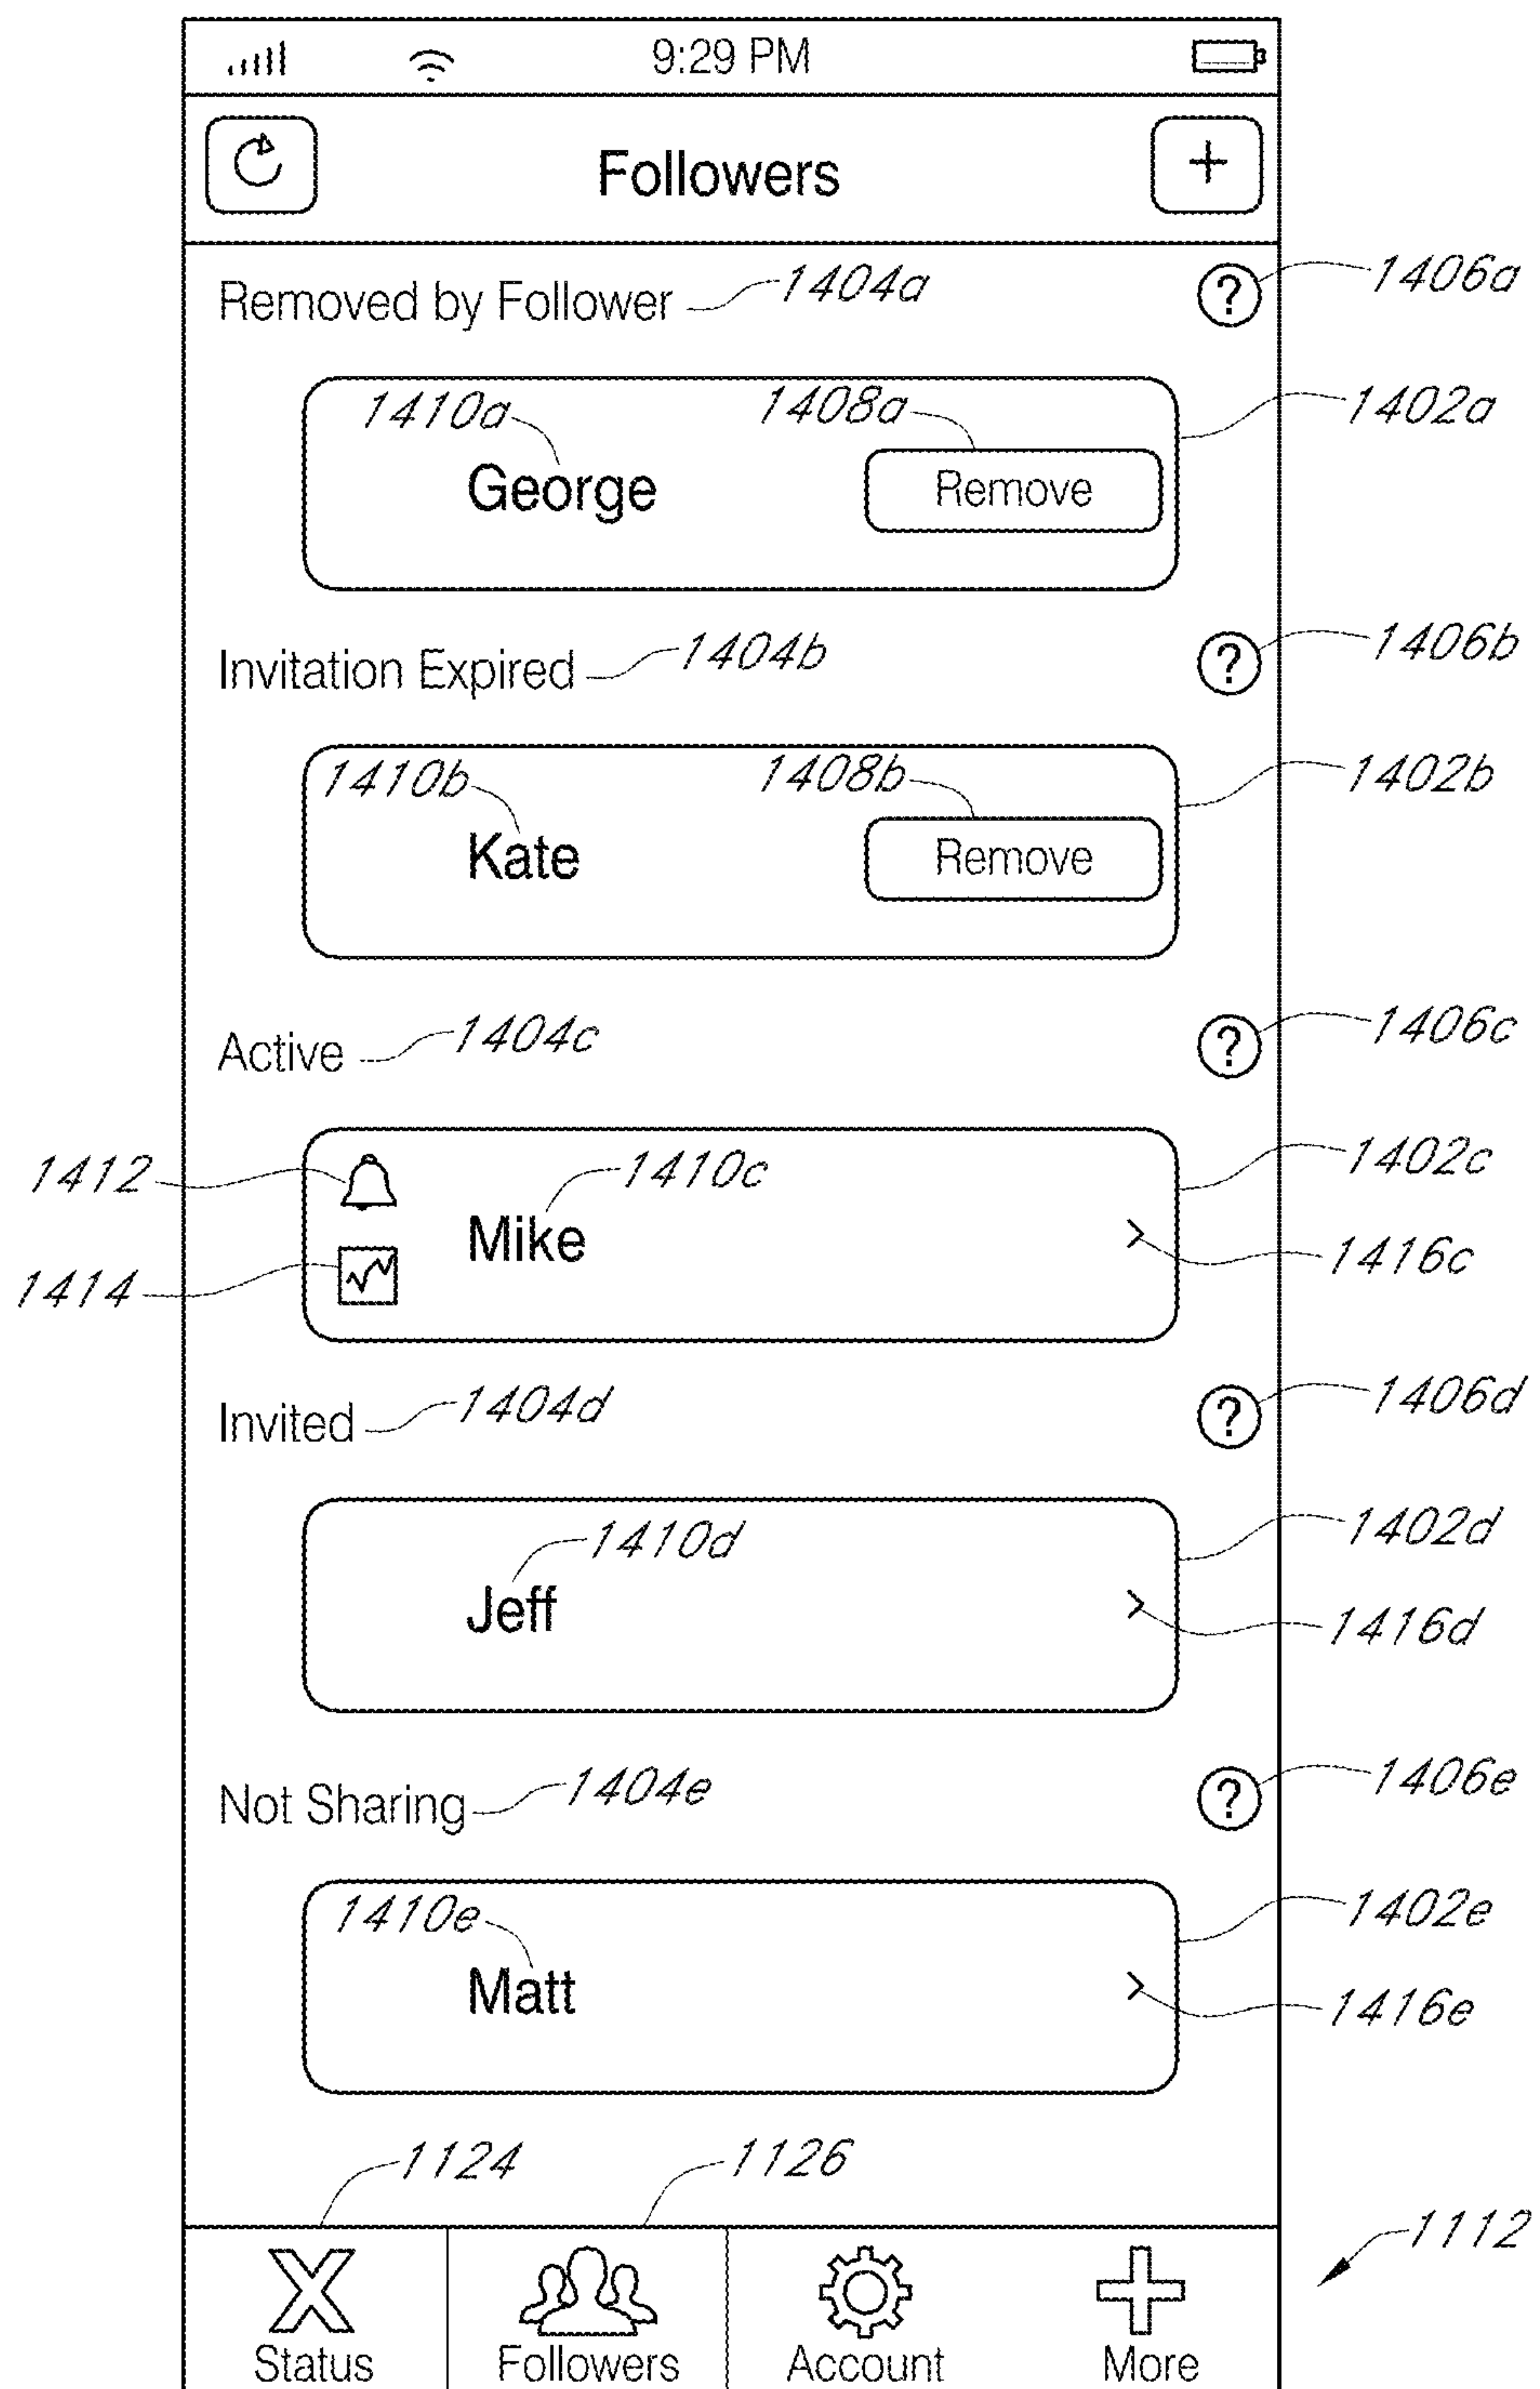 9:29 PM
Followers +
Removed by Follower 1404a ? 1406a
1410a 1408a 1402a
George Remove
Invitation Expired 1404b ? 1406b
1410b 1408b 1402b
Kate Remove
Active 1404c ? 1406c
1412 1410c 1402c
Mike > 1416c
1414
Invited 1404d ? 1406d
1410d 1402d
Jeff > 1416d
Not Sharing 1404e ? 1406e
1410e 1402e
Matt > 1416e
1124 1126
1112
Status Followers Account More